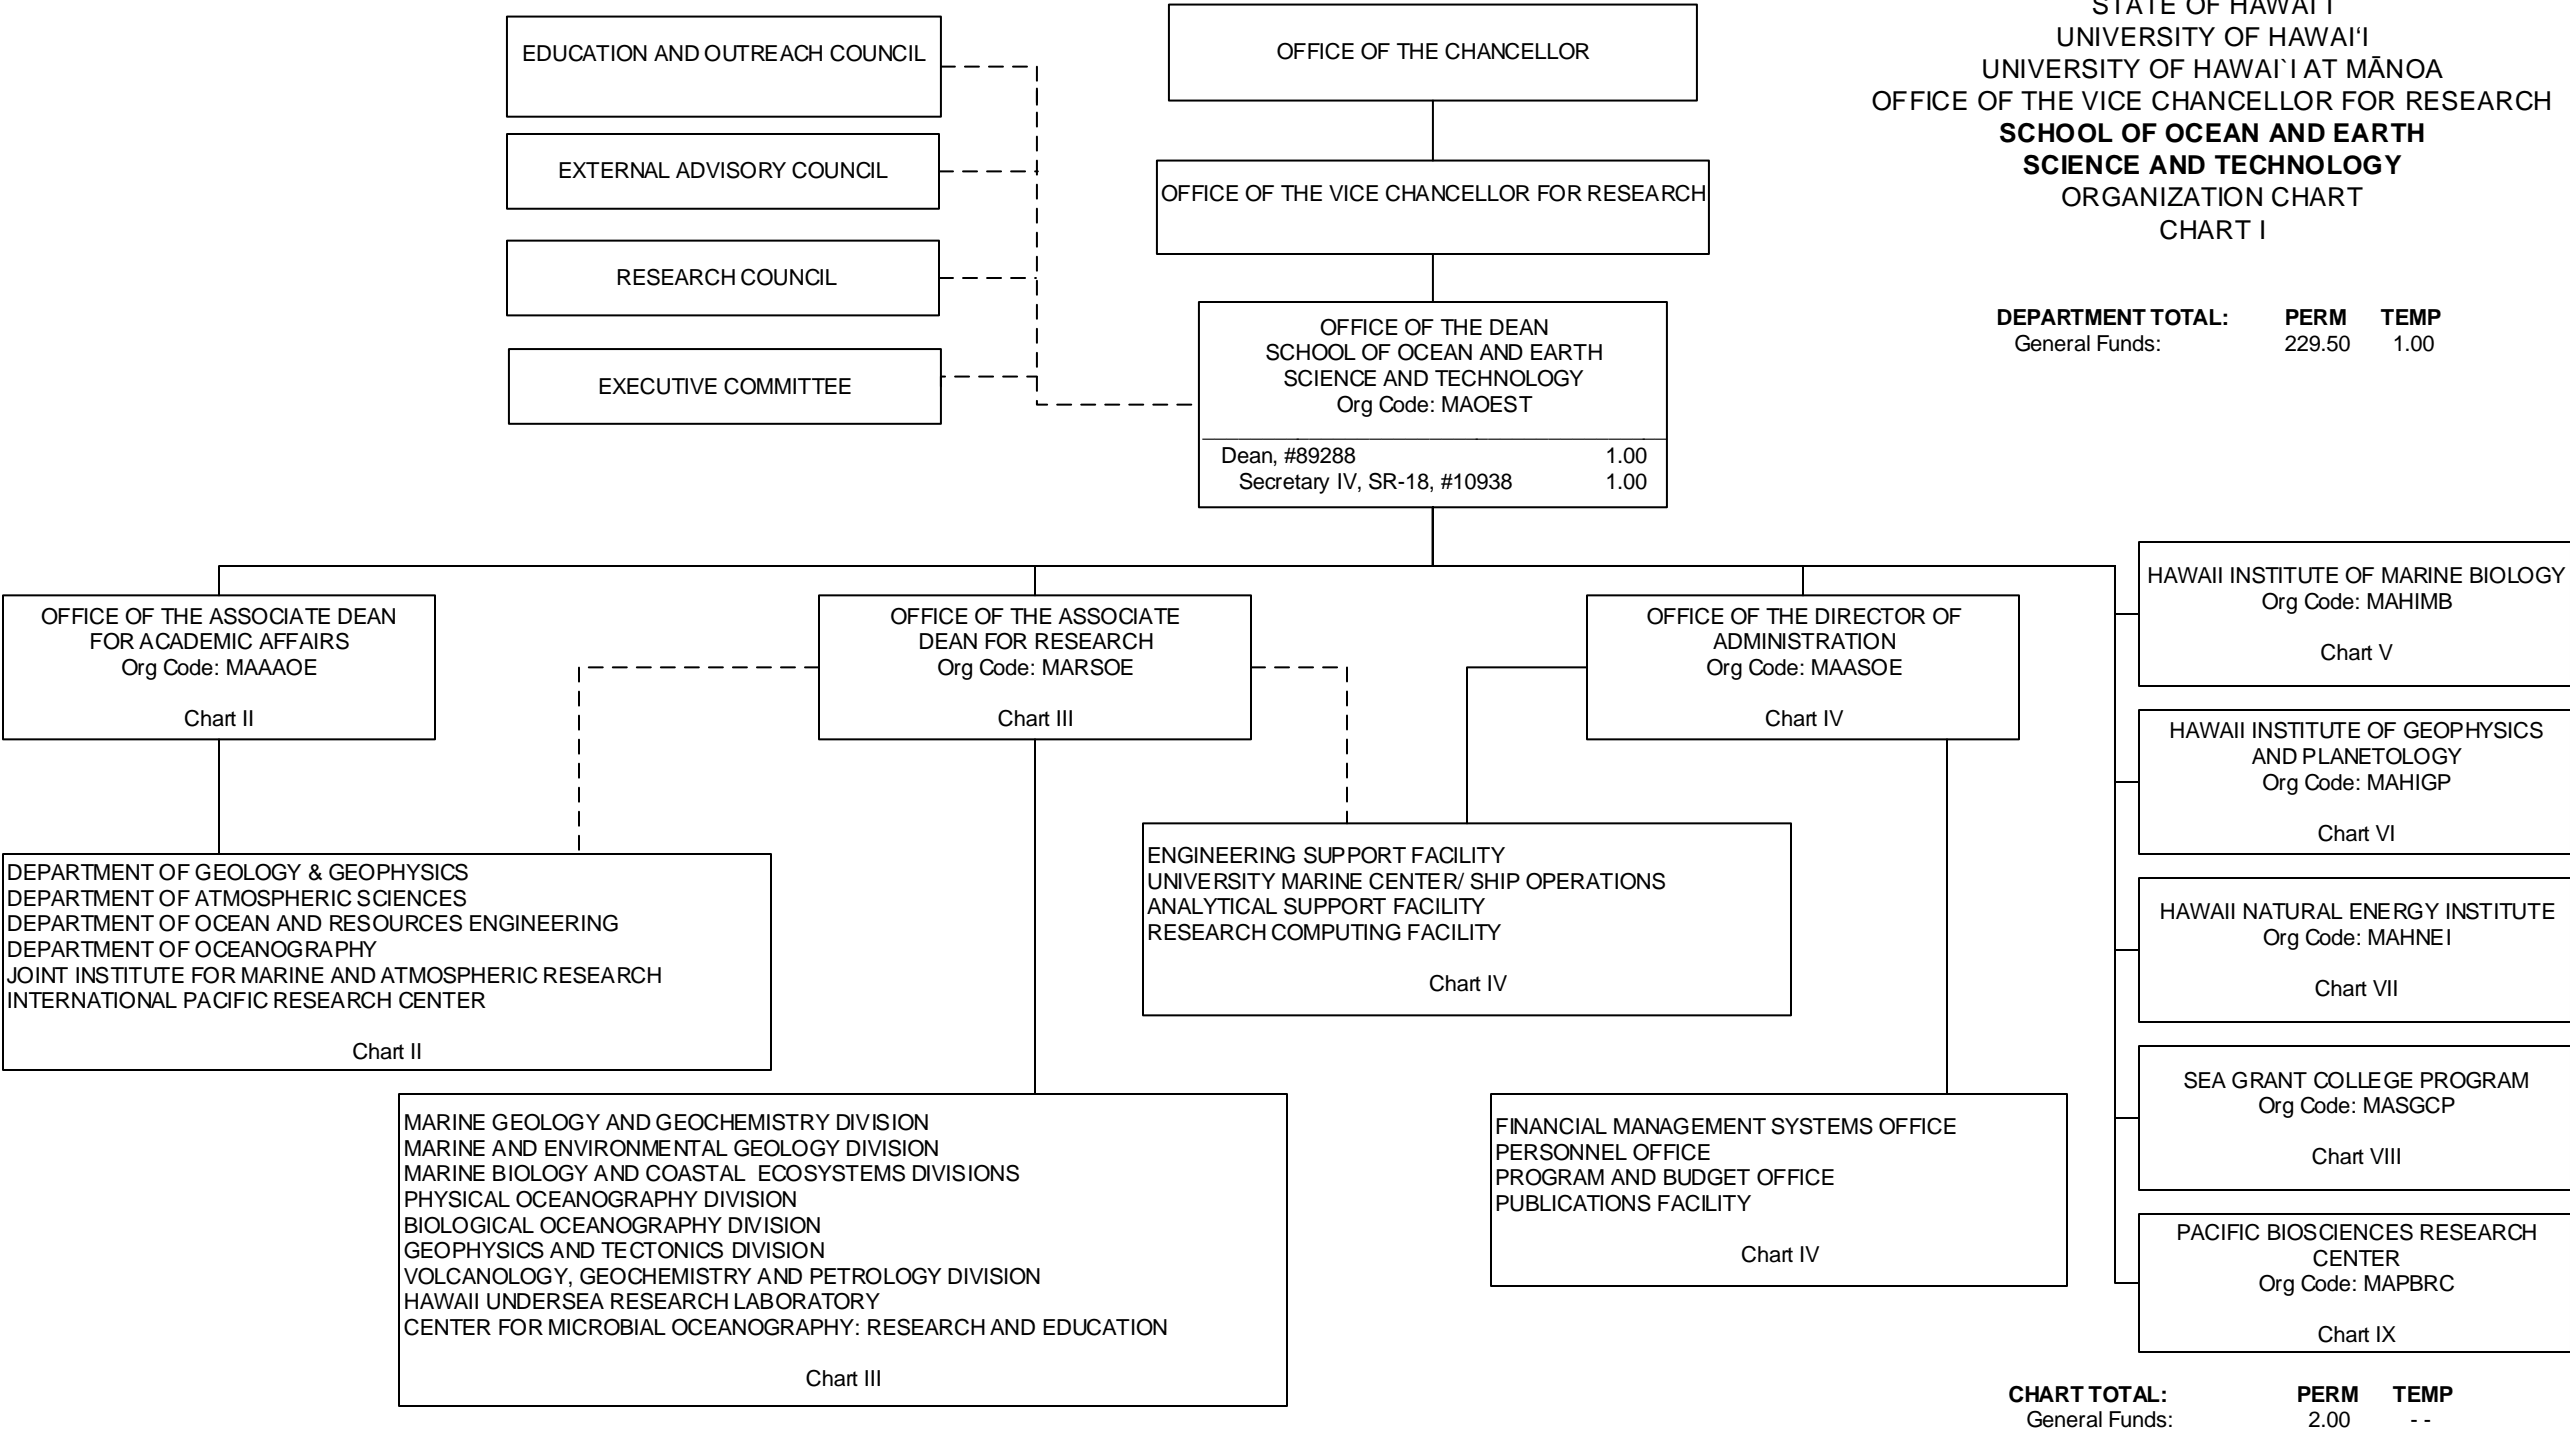 STATE OF HAWAI'I
UNIVERSITY OF HAWAI‘I
UNIVERSITY OF HAWAI`I AT MĀNOA
OFFICE OF THE VICE CHANCELLOR FOR RESEARCH
SCHOOL OF OCEAN AND EARTH
SCIENCE AND TECHNOLOGY
ORGANIZATION CHART
CHART I
DEPARTMENT TOTAL: PERM TEMP
General Funds: 229.50 1.00
EDUCATION AND OUTREACH COUNCIL
EXTERNAL ADVISORY COUNCIL
RESEARCH COUNCIL
EXECUTIVE COMMITTEE
OFFICE OF THE CHANCELLOR
OFFICE OF THE VICE CHANCELLOR FOR RESEARCH
OFFICE OF THE DEAN
SCHOOL OF OCEAN AND EARTH
SCIENCE AND TECHNOLOGY
Org Code: MAOEST
Dean, #89288 1.00
Secretary IV, SR-18, #10938 1.00
OFFICE OF THE ASSOCIATE DEAN
FOR ACADEMIC AFFAIRS
Org Code: MAAAOE
Chart II
OFFICE OF THE ASSOCIATE
DEAN FOR RESEARCH
Org Code: MARSOE
Chart III
OFFICE OF THE DIRECTOR OF
ADMINISTRATION
Org Code: MAASOE
Chart IV
DEPARTMENT OF GEOLOGY & GEOPHYSICS
DEPARTMENT OF ATMOSPHERIC SCIENCES
DEPARTMENT OF OCEAN AND RESOURCES ENGINEERING
DEPARTMENT OF OCEANOGRAPHY
JOINT INSTITUTE FOR MARINE AND ATMOSPHERIC RESEARCH
INTERNATIONAL PACIFIC RESEARCH CENTER
Chart II
ENGINEERING SUPPORT FACILITY
UNIVERSITY MARINE CENTER/ SHIP OPERATIONS
ANALYTICAL SUPPORT FACILITY
RESEARCH COMPUTING FACILITY
Chart IV
MARINE GEOLOGY AND GEOCHEMISTRY DIVISION
MARINE AND ENVIRONMENTAL GEOLOGY DIVISION
MARINE BIOLOGY AND COASTAL ECOSYSTEMS DIVISIONS
PHYSICAL OCEANOGRAPHY DIVISION
BIOLOGICAL OCEANOGRAPHY DIVISION
GEOPHYSICS AND TECTONICS DIVISION
VOLCANOLOGY, GEOCHEMISTRY AND PETROLOGY DIVISION
HAWAII UNDERSEA RESEARCH LABORATORY
CENTER FOR MICROBIAL OCEANOGRAPHY: RESEARCH AND EDUCATION
Chart III
FINANCIAL MANAGEMENT SYSTEMS OFFICE
PERSONNEL OFFICE
PROGRAM AND BUDGET OFFICE
PUBLICATIONS FACILITY
Chart IV
HAWAII INSTITUTE OF MARINE BIOLOGY
Org Code: MAHIMB
Chart V
HAWAII INSTITUTE OF GEOPHYSICS
AND PLANETOLOGY
Org Code: MAHIGP
Chart VI
HAWAII NATURAL ENERGY INSTITUTE
Org Code: MAHNEI
Chart VII
SEA GRANT COLLEGE PROGRAM
Org Code: MASGCP
Chart VIII
PACIFIC BIOSCIENCES RESEARCH
CENTER
Org Code: MAPBRC
Chart IX
CHART TOTAL: PERM TEMP
General Funds: 2.00 - -